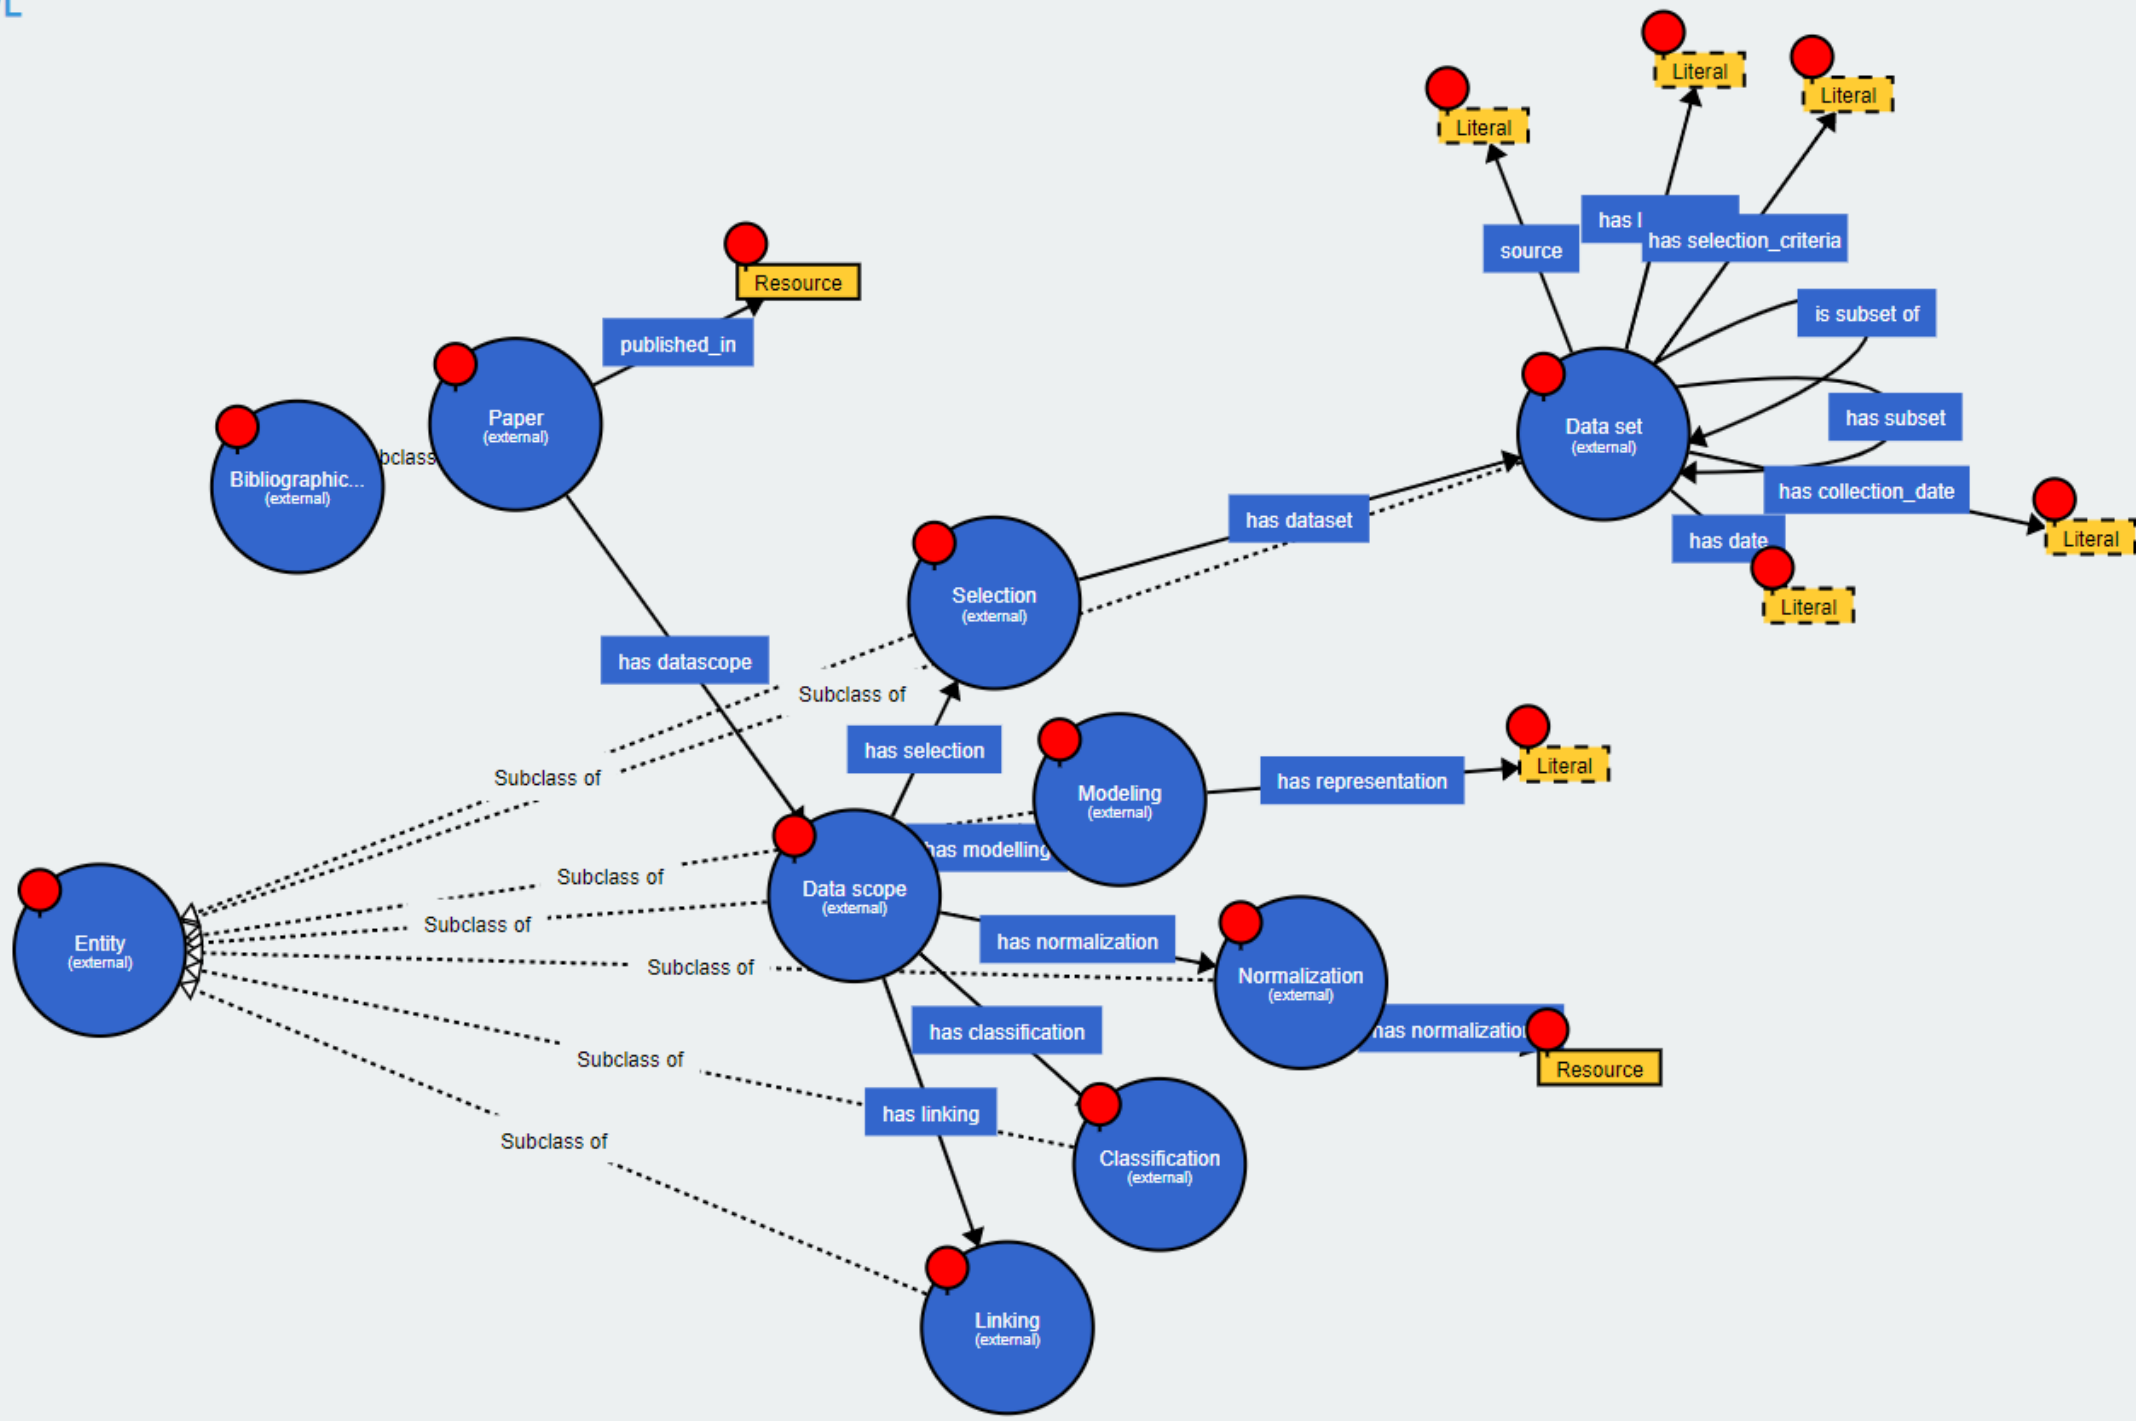 Literal
Literal
Literal
has l
has selection_criteria
source
Resource
published_in
is subset of
Paper
(external)
Data set
(external)
has subset
Bibliographic...
(external)
has collection_date
Literal
has dataset
has date
Literal
Selection
(external)
has datascope
Subclass of
has selection
Subclass of
Modeling
(external)
has representation
Literal
has modelling
Subclass of
Data scope
(external)
Subclass of
Entity
(external)
has normalization
Subclass of
Normalization
(external)
has classification
has normalization
Resource
Subclass of
has linking
Subclass of
Classification
(external)
Linking
(external)